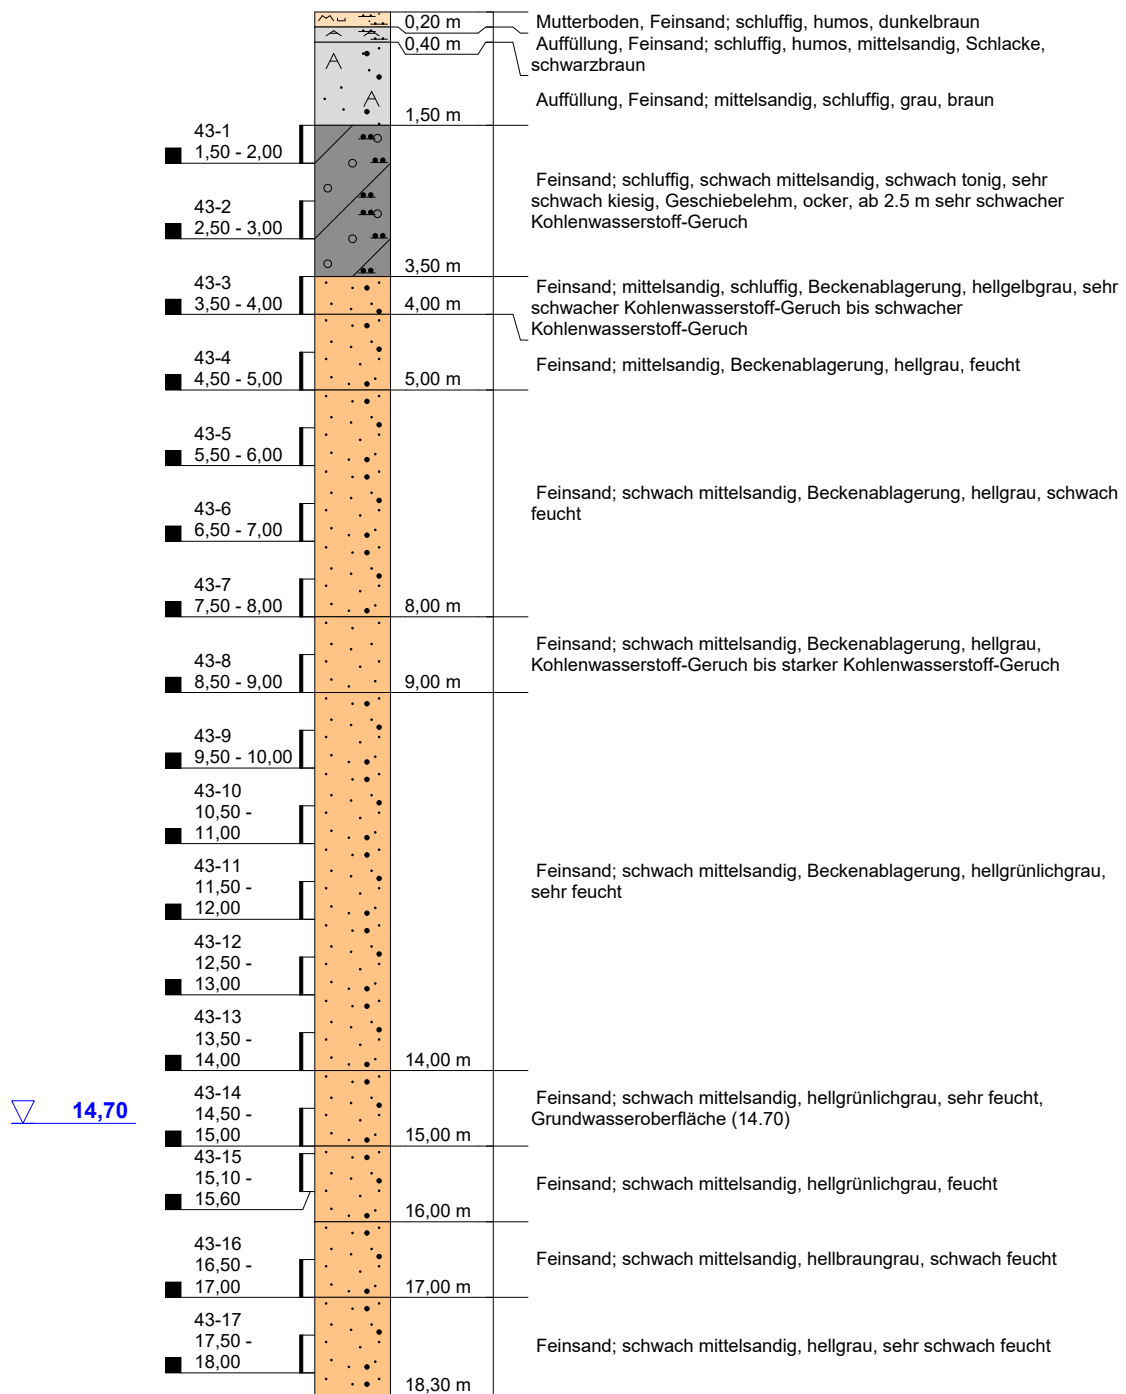 0,20 m
Mutterboden, Feinsand; schluffig, humos, dunkelbraun
0,40 m
Auffüllung, Feinsand; schluffig, humos, mittelsandig, Schlacke,
schwarzbraun
A
A
Auffüllung, Feinsand; mittelsandig, schluffig, grau, braun
1,50 m
43-1
1,50 - 2,00
43-2
2,50 - 3,00
Feinsand; schluffig, schwach mittelsandig, schwach tonig, sehr
schwach kiesig, Geschiebelehm, ocker, ab 2.5 m sehr schwacher
Kohlenwasserstoff-Geruch
3,50 m
43-3
3,50 - 4,00
4,00 m
Feinsand; mittelsandig, schluffig, Beckenablagerung, hellgelbgrau, sehr
schwacher Kohlenwasserstoff-Geruch bis schwacher
Kohlenwasserstoff-Geruch
43-4
4,50 - 5,00
5,00 m
Feinsand; mittelsandig, Beckenablagerung, hellgrau, feucht
43-5
5,50 - 6,00
43-6
6,50 - 7,00
Feinsand; schwach mittelsandig, Beckenablagerung, hellgrau, schwach
feucht
43-7
7,50 - 8,00
8,00 m
43-8
8,50 - 9,00
9,00 m
Feinsand; schwach mittelsandig, Beckenablagerung, hellgrau,
Kohlenwasserstoff-Geruch bis starker Kohlenwasserstoff-Geruch
43-9
9,50 - 10,00
43-10
10,50 -
11,00
43-11
11,50 -
12,00
Feinsand; schwach mittelsandig, Beckenablagerung, hellgrünlichgrau,
sehr feucht
43-12
12,50 -
13,00
43-13
13,50 -
14,00
14,00 m
14,70
43-14
14,50 -
15,00
15,00 m
Feinsand; schwach mittelsandig, hellgrünlichgrau, sehr feucht,
Grundwasseroberfläche (14.70)
43-15
15,10 -
15,60
16,00 m
Feinsand; schwach mittelsandig, hellgrünlichgrau, feucht
43-16
16,50 -
17,00
17,00 m
Feinsand; schwach mittelsandig, hellbraungrau, schwach feucht
43-17
17,50 -
18,00
18,30 m
Feinsand; schwach mittelsandig, hellgrau, sehr schwach feucht